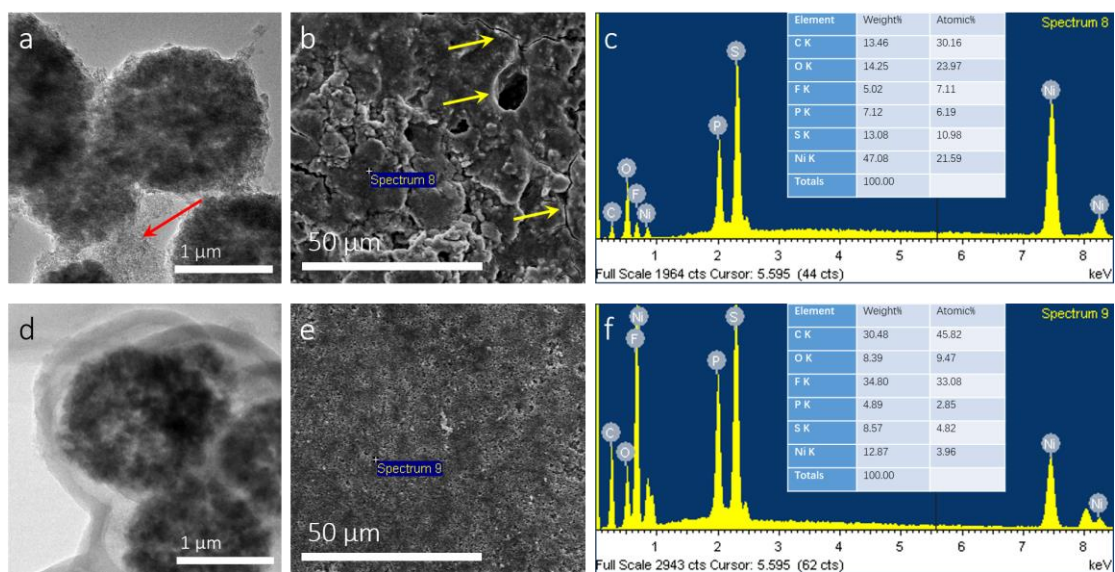 a
1 µm
b
Spectrum 8
50 µm
c
Spectrum 8
Element Weight% Atomic%
C K 13.46 30.16
O K 14.25 23.97
F K 5.02 7.11
P K 7.12 6.19
S K 13.08 10.98
Ni K 47.08 21.59
Totals 100.00
C O F Ni P S Ni Ni
1 2 3 4 5 6 7 8
Full Scale 1964 cts Cursor: 5.595 (44 cts) keV
d
1 µm
e
Spectrum 9
50 µm
f
Spectrum 9
Element Weight% Atomic%
C K 30.48 45.82
O K 8.39 9.47
F K 34.80 33.08
P K 4.89 2.85
S K 8.57 4.82
Ni K 12.87 3.96
Totals 100.00
C O Ni F P S Ni Ni
1 2 3 4 5 6 7 8
Full Scale 2943 cts Cursor: 5.595 (62 cts) keV